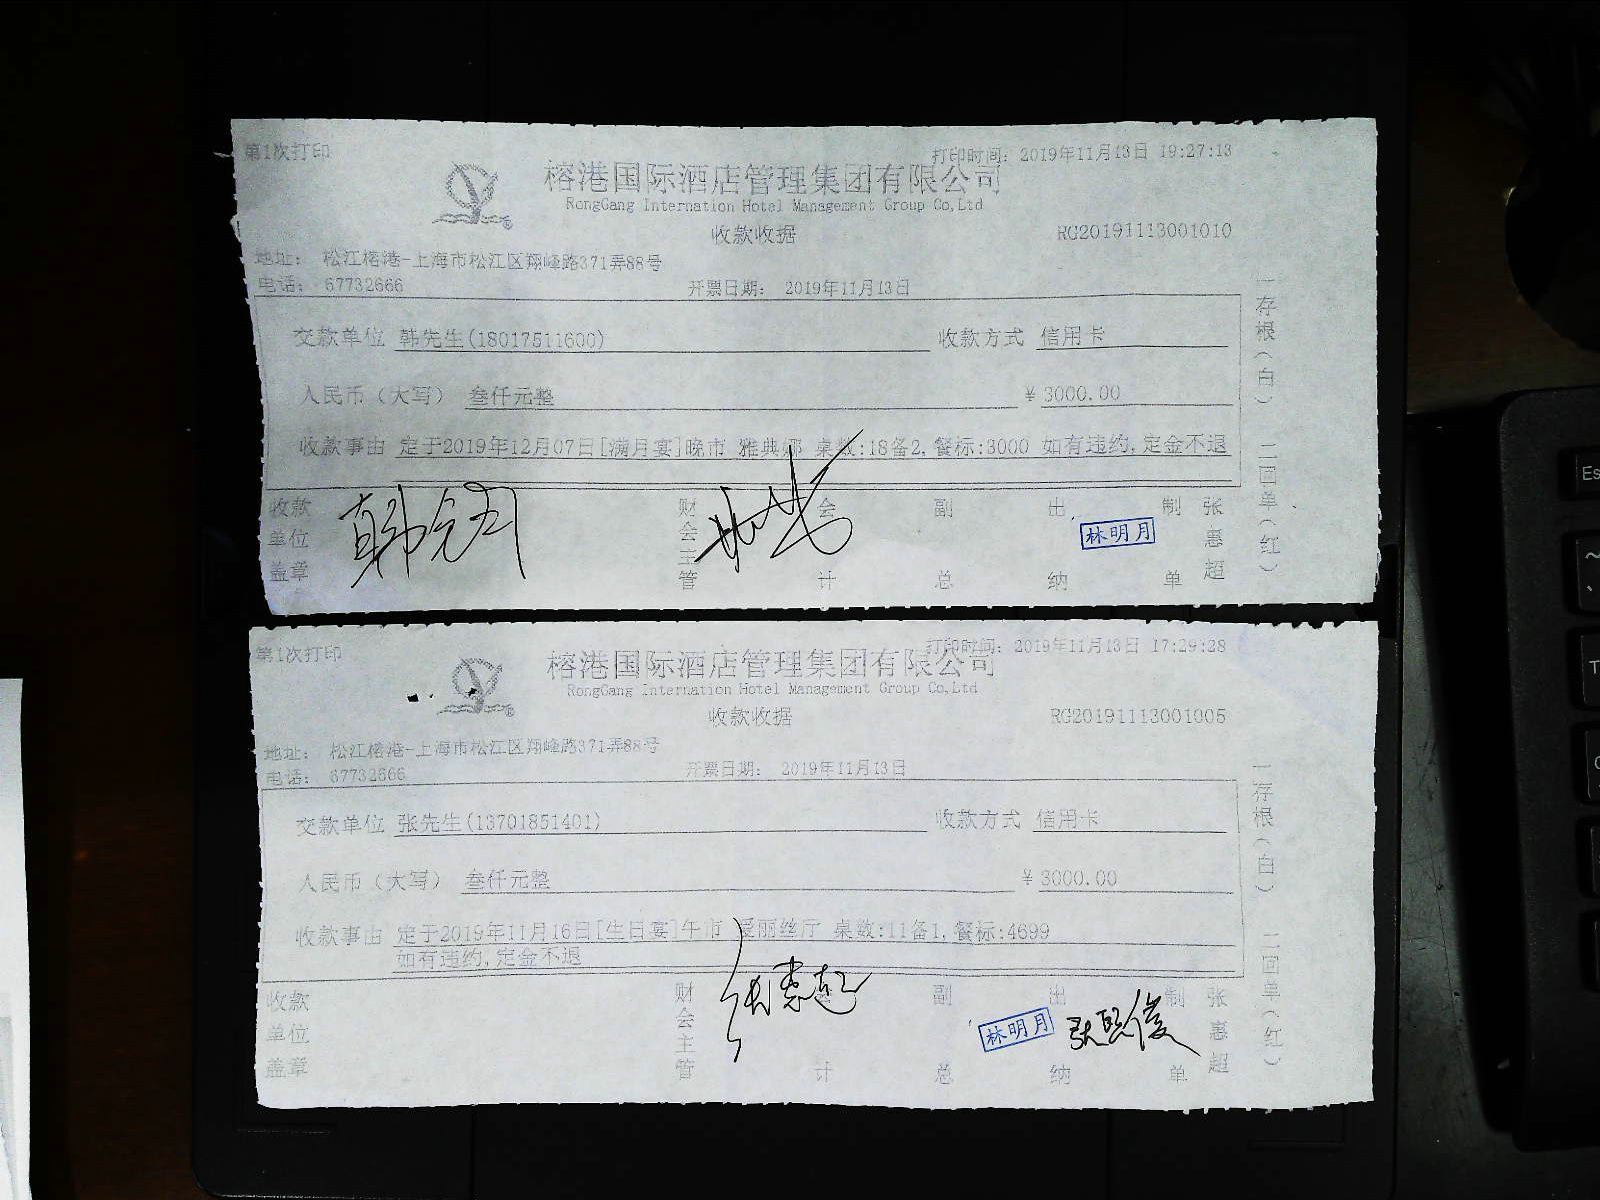 第1次打印
打印时间: 2019年11月13日 19:27:13
榕港国际酒店管理集团有限公司
RongGang Internation Hotel Management Group Co,Ltd
收款收据
RG20191113001010
地址: 松江榕港-上海市松江区翔峰路371弄88号
电话: 67732666
开票日期: 2019年11月13日
交款单位 韩先生(18017511600) 收款方式 信用卡
人民币(大写) 叁仟元整 ¥3000.00
收款事由 定于2019年12月07日[满月宴]晚市 雅典娜 桌数:18备2,餐标:3000 如有违约,定金不退
收款单位盖章 财会主管 会计 副总 出纳 林明月 制单 张惠超
一存根(白) 二回单(红)
第1次打印
打印时间: 2019年11月13日 17:29:28
榕港国际酒店管理集团有限公司
RongGang Internation Hotel Management Group Co,Ltd
收款收据
RG20191113001005
地址: 松江榕港-上海市松江区翔峰路371弄88号
电话: 67732666
开票日期: 2019年11月13日
交款单位 张先生(13701851401) 收款方式 信用卡
人民币(大写) 叁仟元整 ¥3000.00
收款事由 定于2019年11月16日[生日宴]午市 爱丽丝厅 桌数:11备1,餐标:4699
如有违约,定金不退
收款单位盖章 财会主管 会计 张惠超 副总 出纳 林明月 制单 张惠超
一存根(白) 二回单(红)
Es